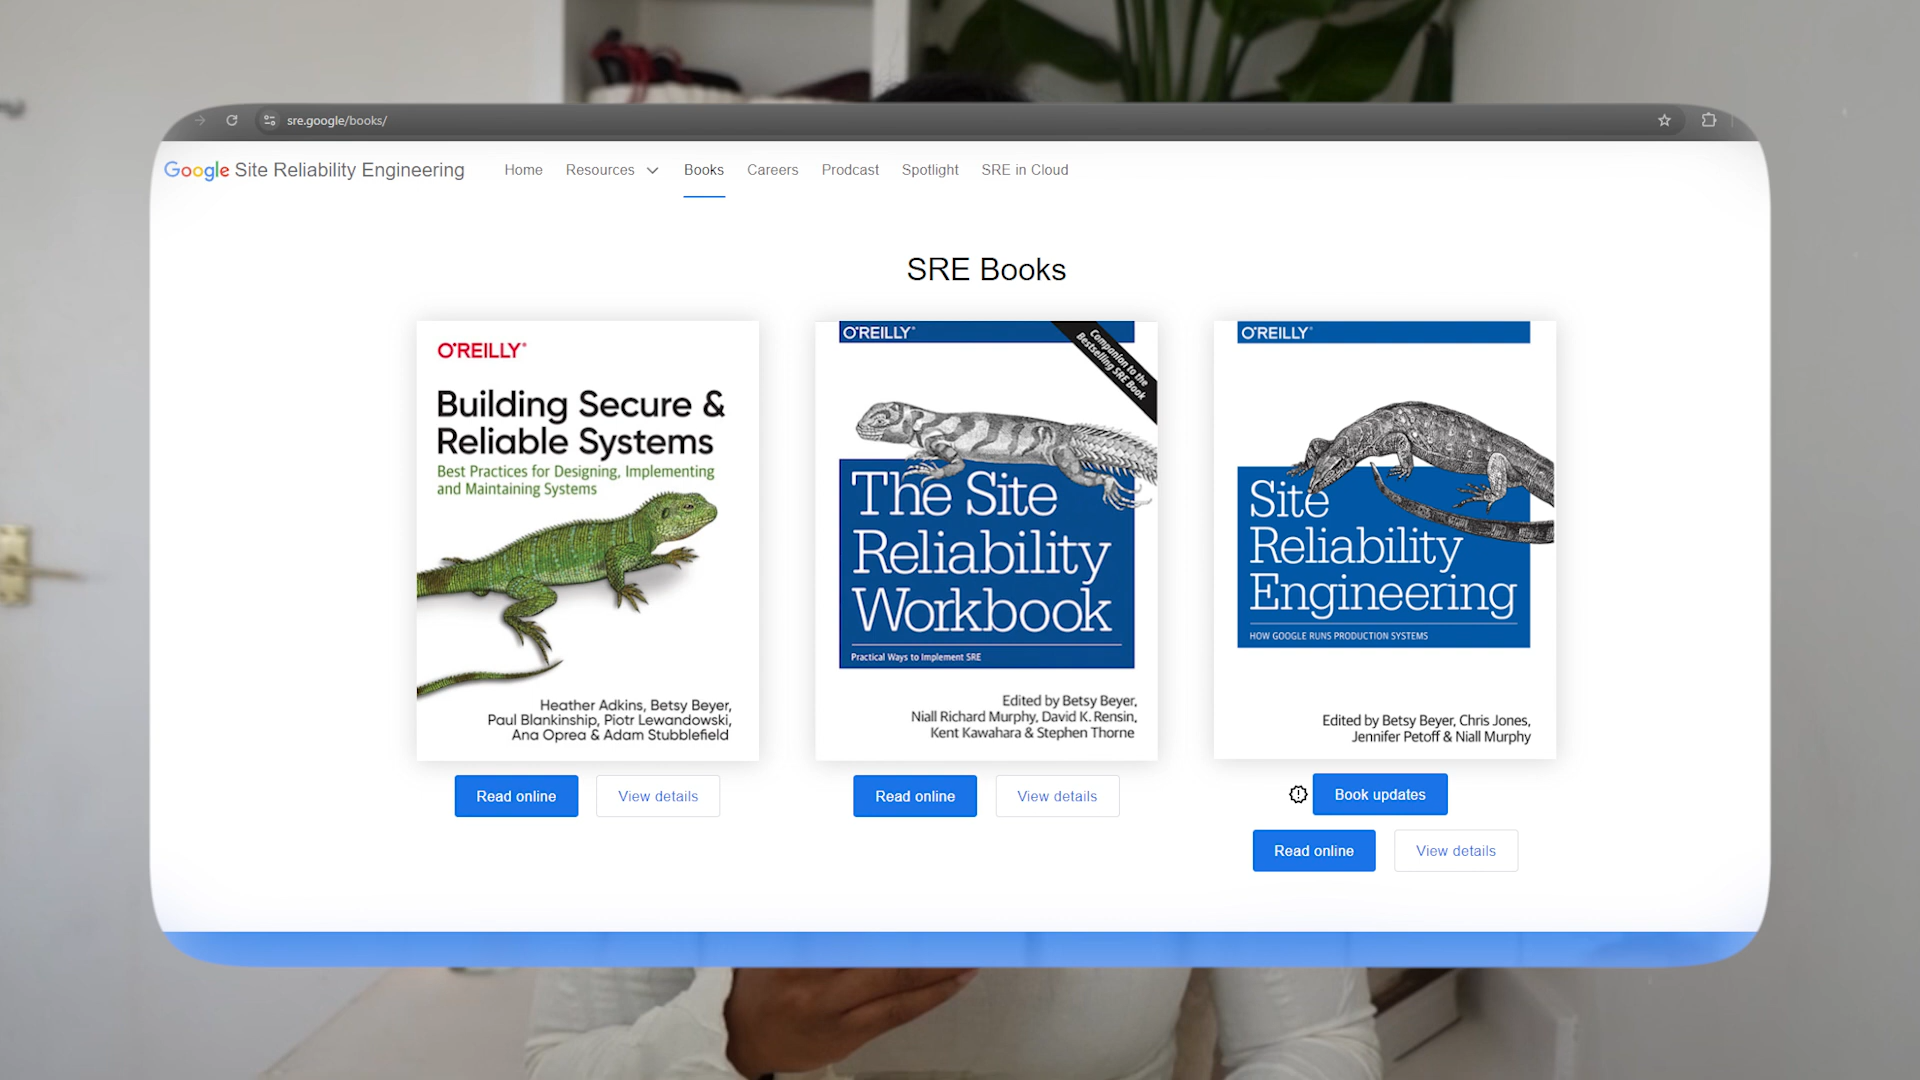 sre.google/books/
Google Site Reliability Engineering
Home
Resources
Books
Careers
Prodcast
Spotlight
SRE in Cloud
SRE Books
O'REILLY®
Building Secure &
Reliable Systems
Best Practices for Designing, Implementing
and Maintaining Systems
Heather Adkins, Betsy Beyer,
Paul Blankinship, Piotr Lewandowski,
Ana Oprea & Adam Stubblefield
Read online
View details
O'REILLY®
Companion to the
Bestselling SRE Book
The Site
Reliability
Workbook
Practical Ways to Implement SRE
Edited by Betsy Beyer,
Niall Richard Murphy, David K. Rensin,
Kent Kawahara & Stephen Thorne
Read online
View details
O'REILLY®
Site
Reliability
Engineering
HOW GOOGLE RUNS PRODUCTION SYSTEMS
Edited by Betsy Beyer, Chris Jones,
Jennifer Petoff & Niall Murphy
Book updates
Read online
View details